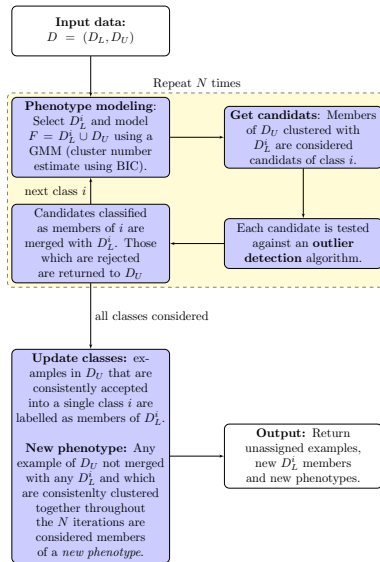 Input data:
D = (D_L, D_U)
Repeat N times
Phenotype modeling:
Select D_L^i and model
F = D_L^i ∪ D_U using a
GMM (cluster number
estimate using BIC).
Get candidats: Members
of D_U clustered with
D_L^i are considered
candidats of class i.
next class i
Candidates classified
as members of i are
merged with D_L^i. Those
which are rejected
are returned to D_U
Each candidate is tested
against an outlier
detection algorithm.
all classes considered
Update classes: ex-
amples in D_U that are
consistently accepted
into a single class i are
labelled as members of D_L^i.
New phenotype: Any
example of D_U not merged
with any D_L^i and which
are consistenlty clustered
together throughout
the N iterations are
considered members
of a new phenotype.
Output: Return
unassigned examples,
new D_L^i members
and new phenotypes.